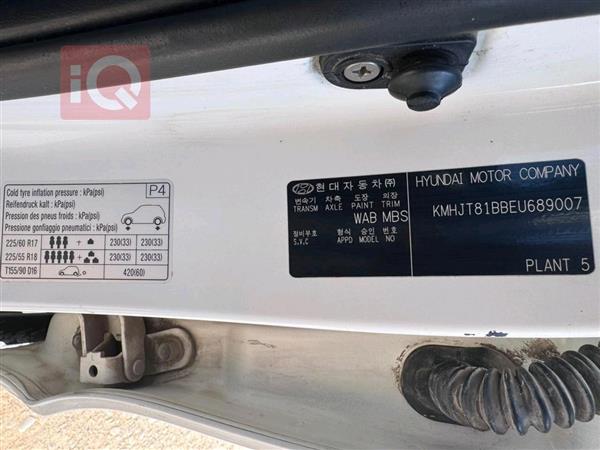 iQ
Cold tyre inflation pressure : kPa(psi) P4
Reifendruck kalt : kPa(psi)
Pression des pneus froids : kPa(psi)
Pressione gonfiaggio pneumatici : kPa(psi)
225/60 R17 + 230(33) 230(33)
225/55 R18 + 230(33) 230(33)
T155/90 D16 420(60)
현대자동차㈜
변속기 차축 도장 의장
TRANSM AXLE PAINT TRIM
WAB MBS
정비부호 형식 승인 번호
S.V.C APPD MODEL NO
HYUNDAI MOTOR COMPANY
KMHJT81BBEU689007
PLANT 5